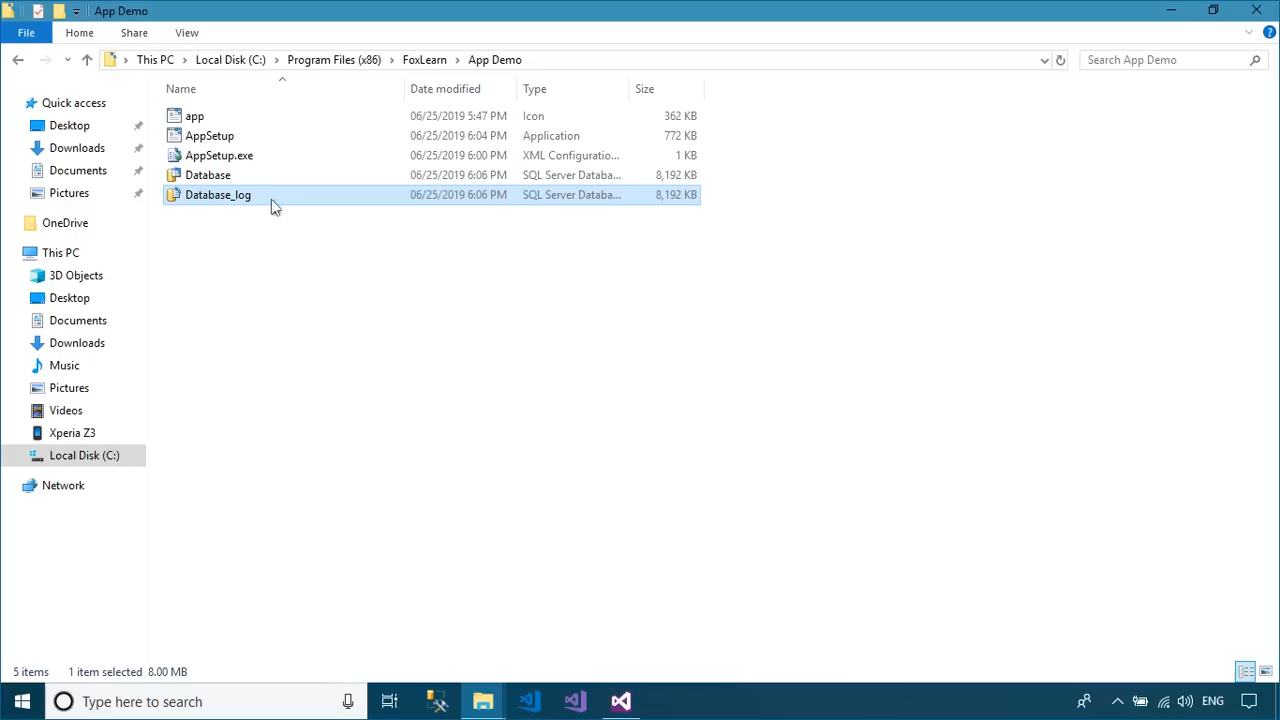 App Demo
File Home Share View
This PC Local Disk (C:) Program Files (x86) FoxLearn App Demo
Search App Demo
Name Date modified Type Size
Quick access
Desktop
Downloads
Documents
Pictures
OneDrive
This PC
3D Objects
Desktop
Documents
Downloads
Music
Pictures
Videos
Xperia Z3
Local Disk (C:)
Network
app 06/25/2019 5:47 PM Icon 362 KB
AppSetup 06/25/2019 6:04 PM Application 772 KB
AppSetup.exe 06/25/2019 6:00 PM XML Configuratio... 1 KB
Database 06/25/2019 6:06 PM SQL Server Databa... 8,192 KB
Database_log 06/25/2019 6:06 PM SQL Server Databa... 8,192 KB
5 items 1 item selected 8.00 MB
Type here to search
ENG